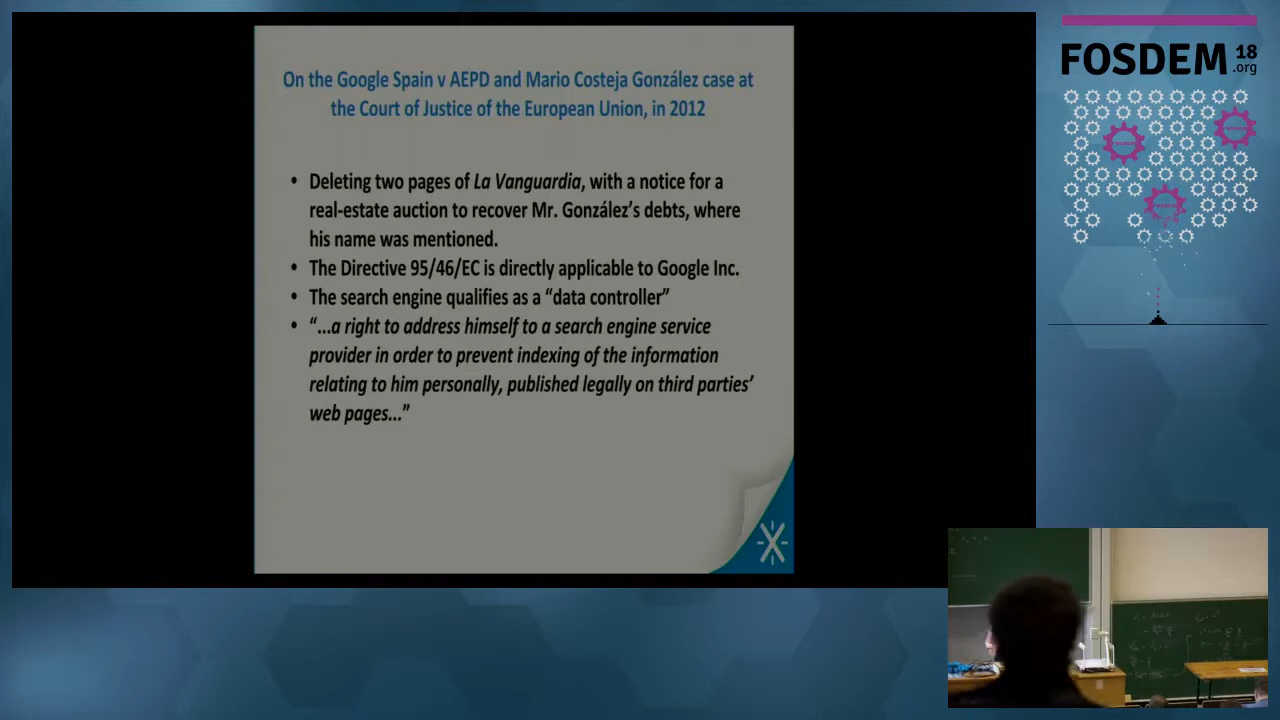 On the Google Spain v AEPD and Mario Costeja González case at
the Court of Justice of the European Union, in 2012
• Deleting two pages of La Vanguardia, with a notice for a
real-estate auction to recover Mr. González’s debts, where
his name was mentioned.
• The Directive 95/46/EC is directly applicable to Google Inc.
• The search engine qualifies as a “data controller”
• “…a right to address himself to a search engine service
provider in order to prevent indexing of the information
relating to him personally, published legally on third parties’
web pages…”
FOSDEM 18
.org